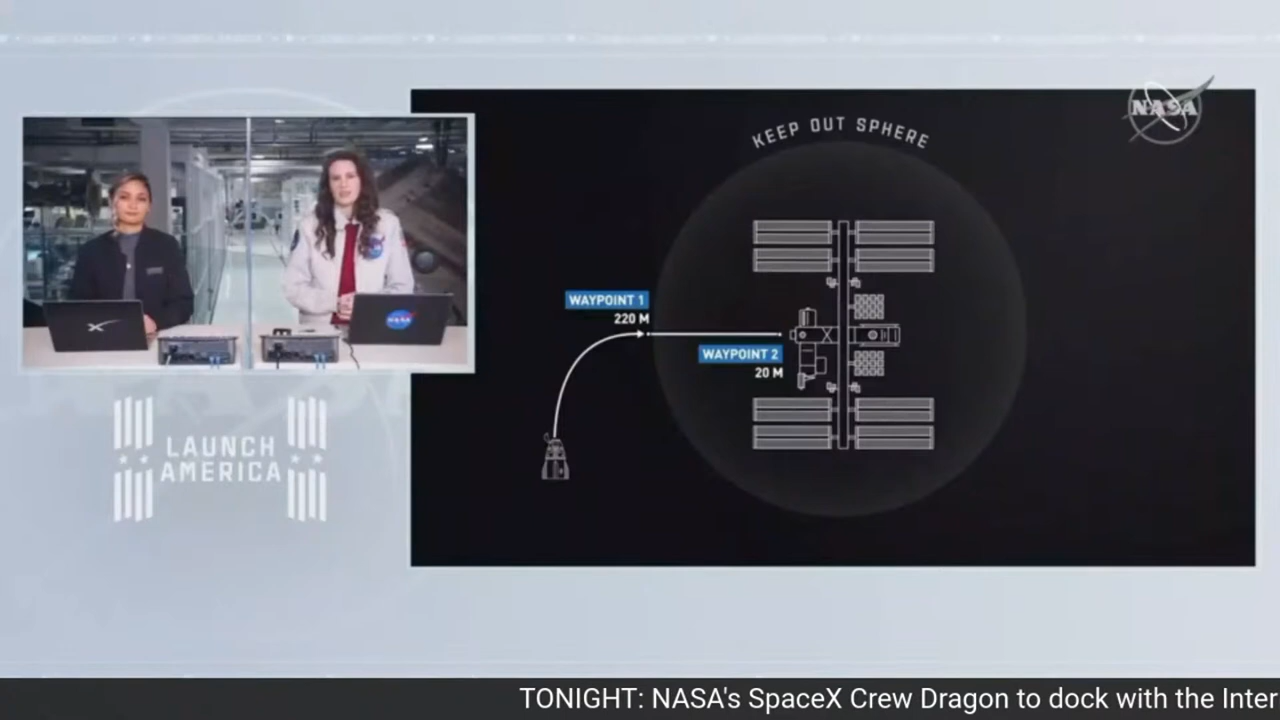 NASA
KEEP OUT SPHERE
WAYPOINT 1
220 M
WAYPOINT 2
20 M
NASA
LAUNCH
AMERICA
TONIGHT: NASA's SpaceX Crew Dragon to dock with the Inter